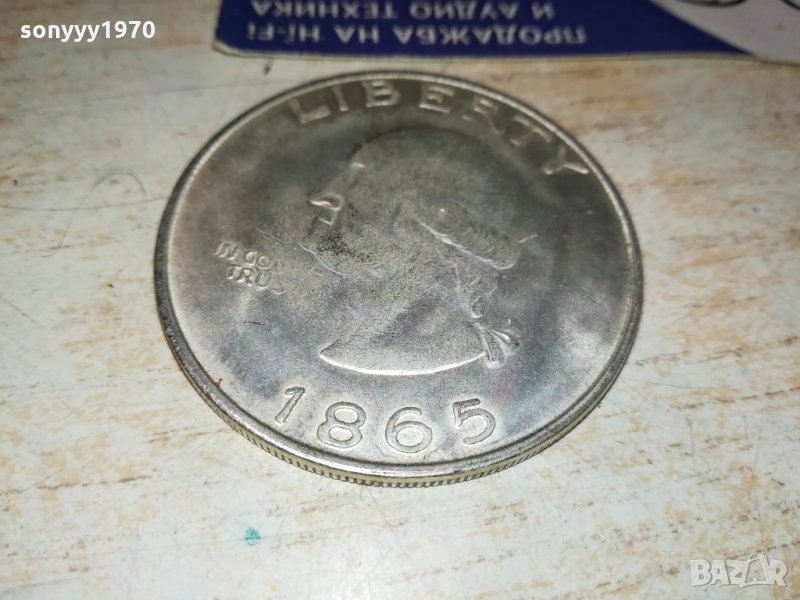 sonyyy1970
ПРОДАЖБА НА Hi-Fi
И АУДИО ТЕХНИКА
LIBERTY
IN GOD
TRUST
1865
BAZAR